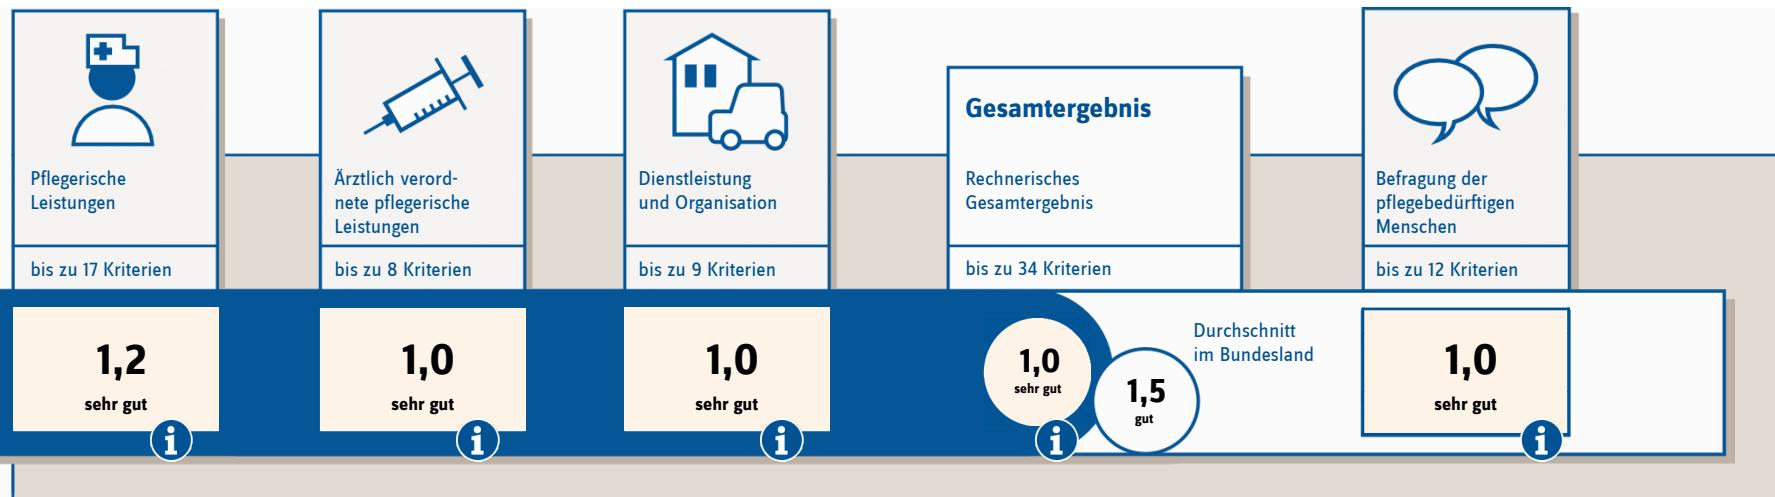 Pflegerische
Leistungen
bis zu 17 Kriterien
1,2
sehr gut
i
Ärztlich verord-
nete pflegerische
Leistungen
bis zu 8 Kriterien
1,0
sehr gut
i
Dienstleistung
und Organisation
bis zu 9 Kriterien
1,0
sehr gut
i
Gesamtergebnis
Rechnerisches
Gesamtergebnis
bis zu 34 Kriterien
1,0
sehr gut
i
1,5
gut
Durchschnitt
im Bundesland
Befragung der
pflegebedürftigen
Menschen
bis zu 12 Kriterien
1,0
sehr gut
i